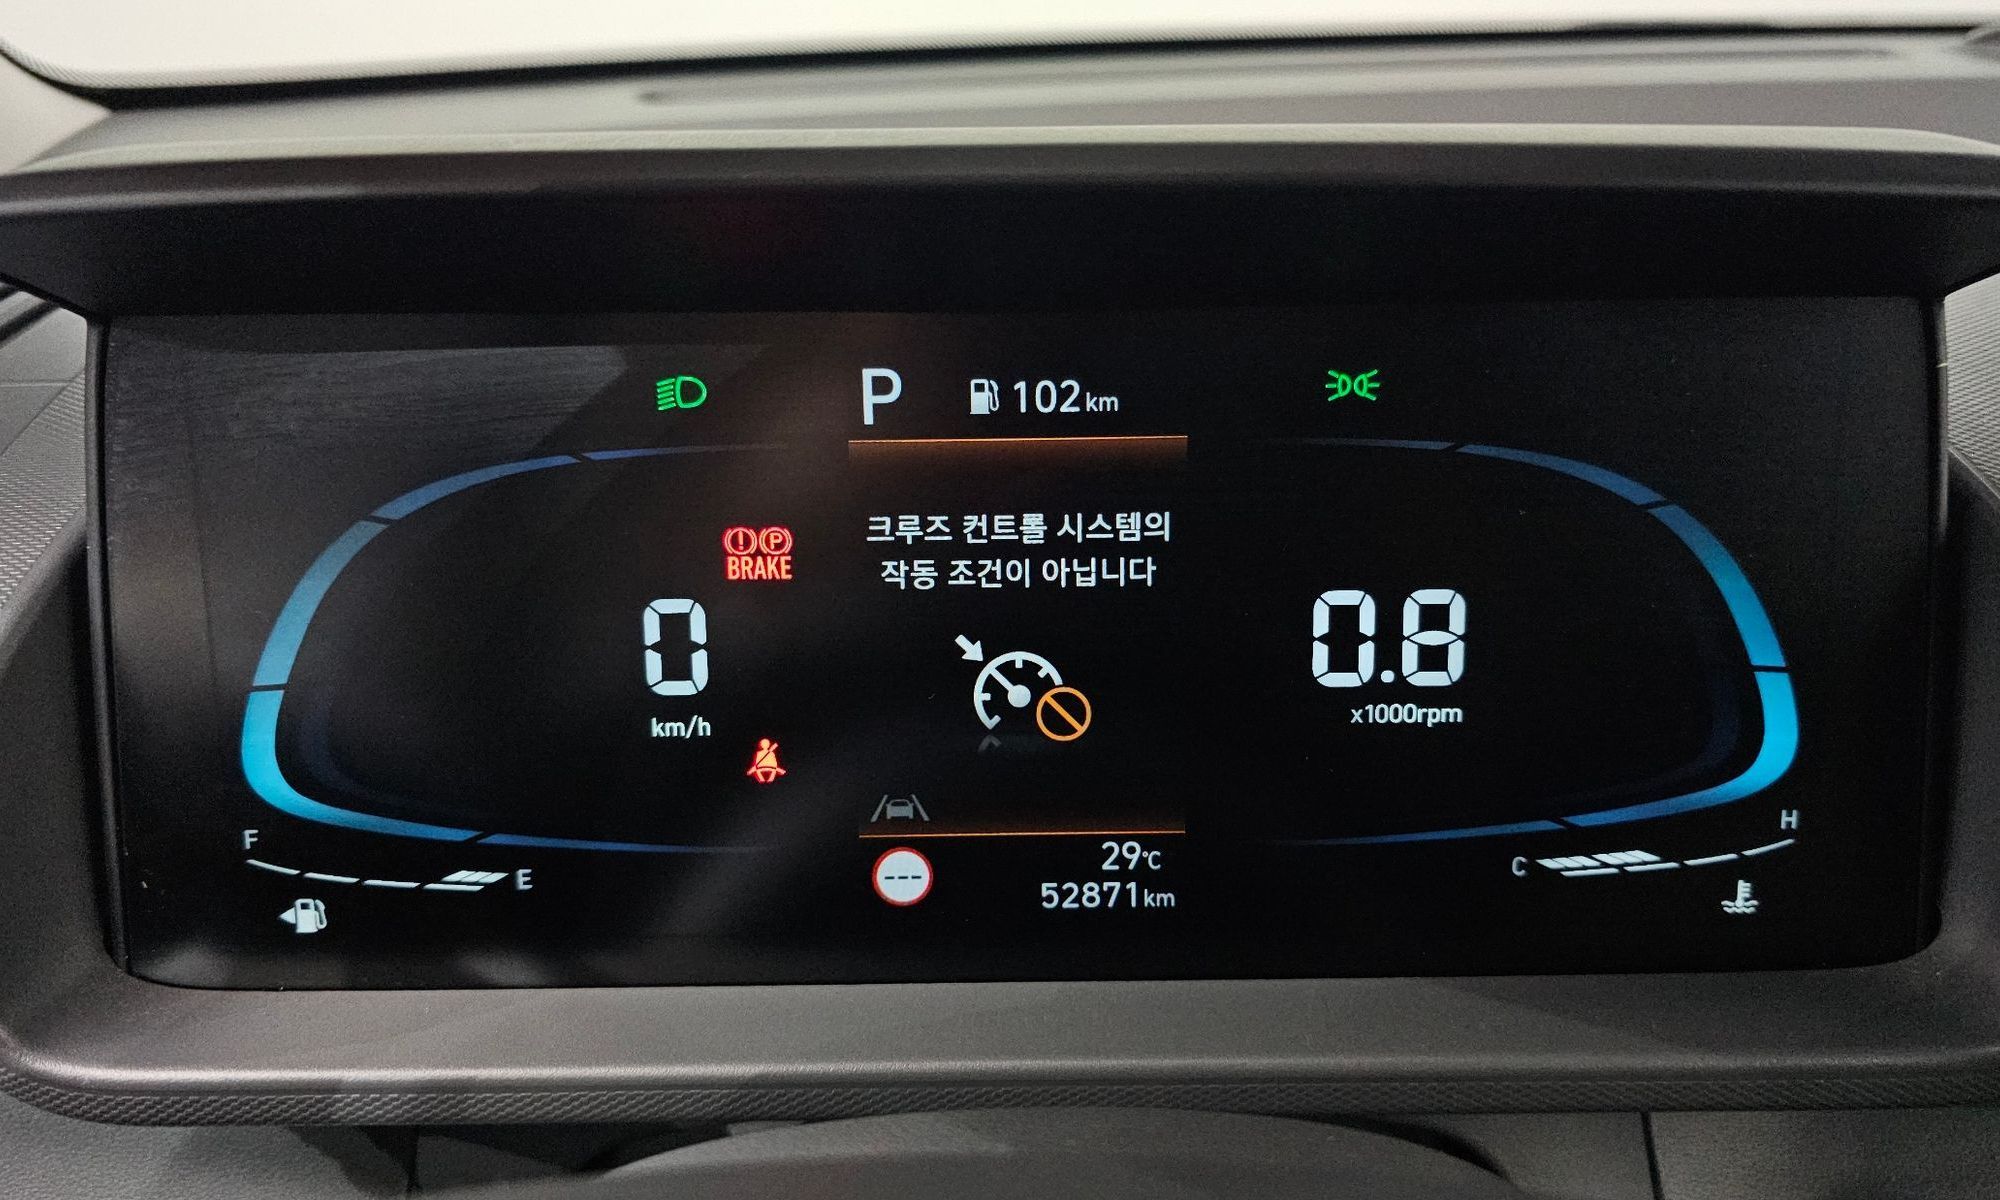 P 102km
크루즈 컨트롤 시스템의
작동 조건이 아닙니다
(!) (P)
BRAKE
0
km/h
0.8
x1000rpm
F
E
C
H
---
29℃
52871km